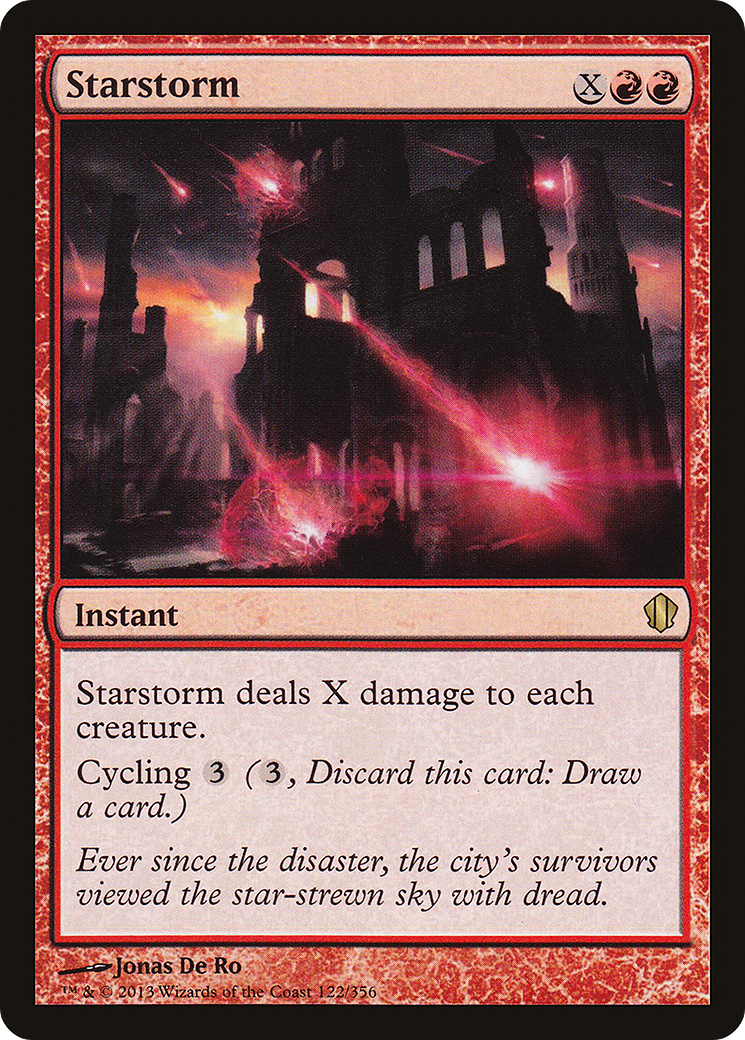 Starstorm X
Instant
Starstorm deals X damage to each
creature.
Cycling 3 (3, Discard this card: Draw
a card.)
Ever since the disaster, the city's survivors
viewed the star-strewn sky with dread.
Jonas De Ro
™ & © 2013 Wizards of the Coast 122/356